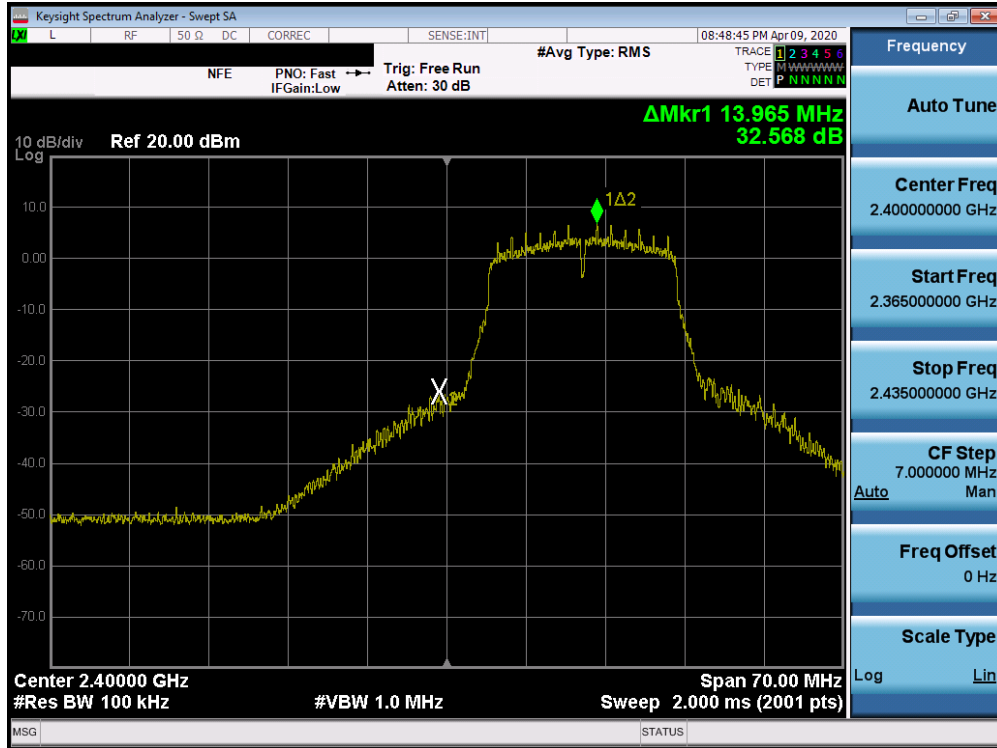 Keysight Spectrum Analyzer - Swept SA
LXI L RF 50 Ω DC CORREC SENSE:INT 08:48:45 PM Apr 09, 2020
#Avg Type: RMS
TRACE 1 2 3 4 5 6
TYPE M WWWWW
DET P N N N N N
NFE PNO: Fast Trig: Free Run
IFGain:Low Atten: 30 dB
ΔMkr1 13.965 MHz
32.568 dB
10 dB/div Ref 20.00 dBm
Log
10.0
0.00
-10.0
-20.0
-30.0
-40.0
-50.0
-60.0
-70.0
1Δ2
X2
Center 2.40000 GHz Span 70.00 MHz
#Res BW 100 kHz #VBW 1.0 MHz Sweep 2.000 ms (2001 pts)
MSG STATUS
Frequency
Auto Tune
Center Freq
2.400000000 GHz
Start Freq
2.365000000 GHz
Stop Freq
2.435000000 GHz
CF Step
7.000000 MHz
Auto Man
Freq Offset
0 Hz
Scale Type
Log Lin